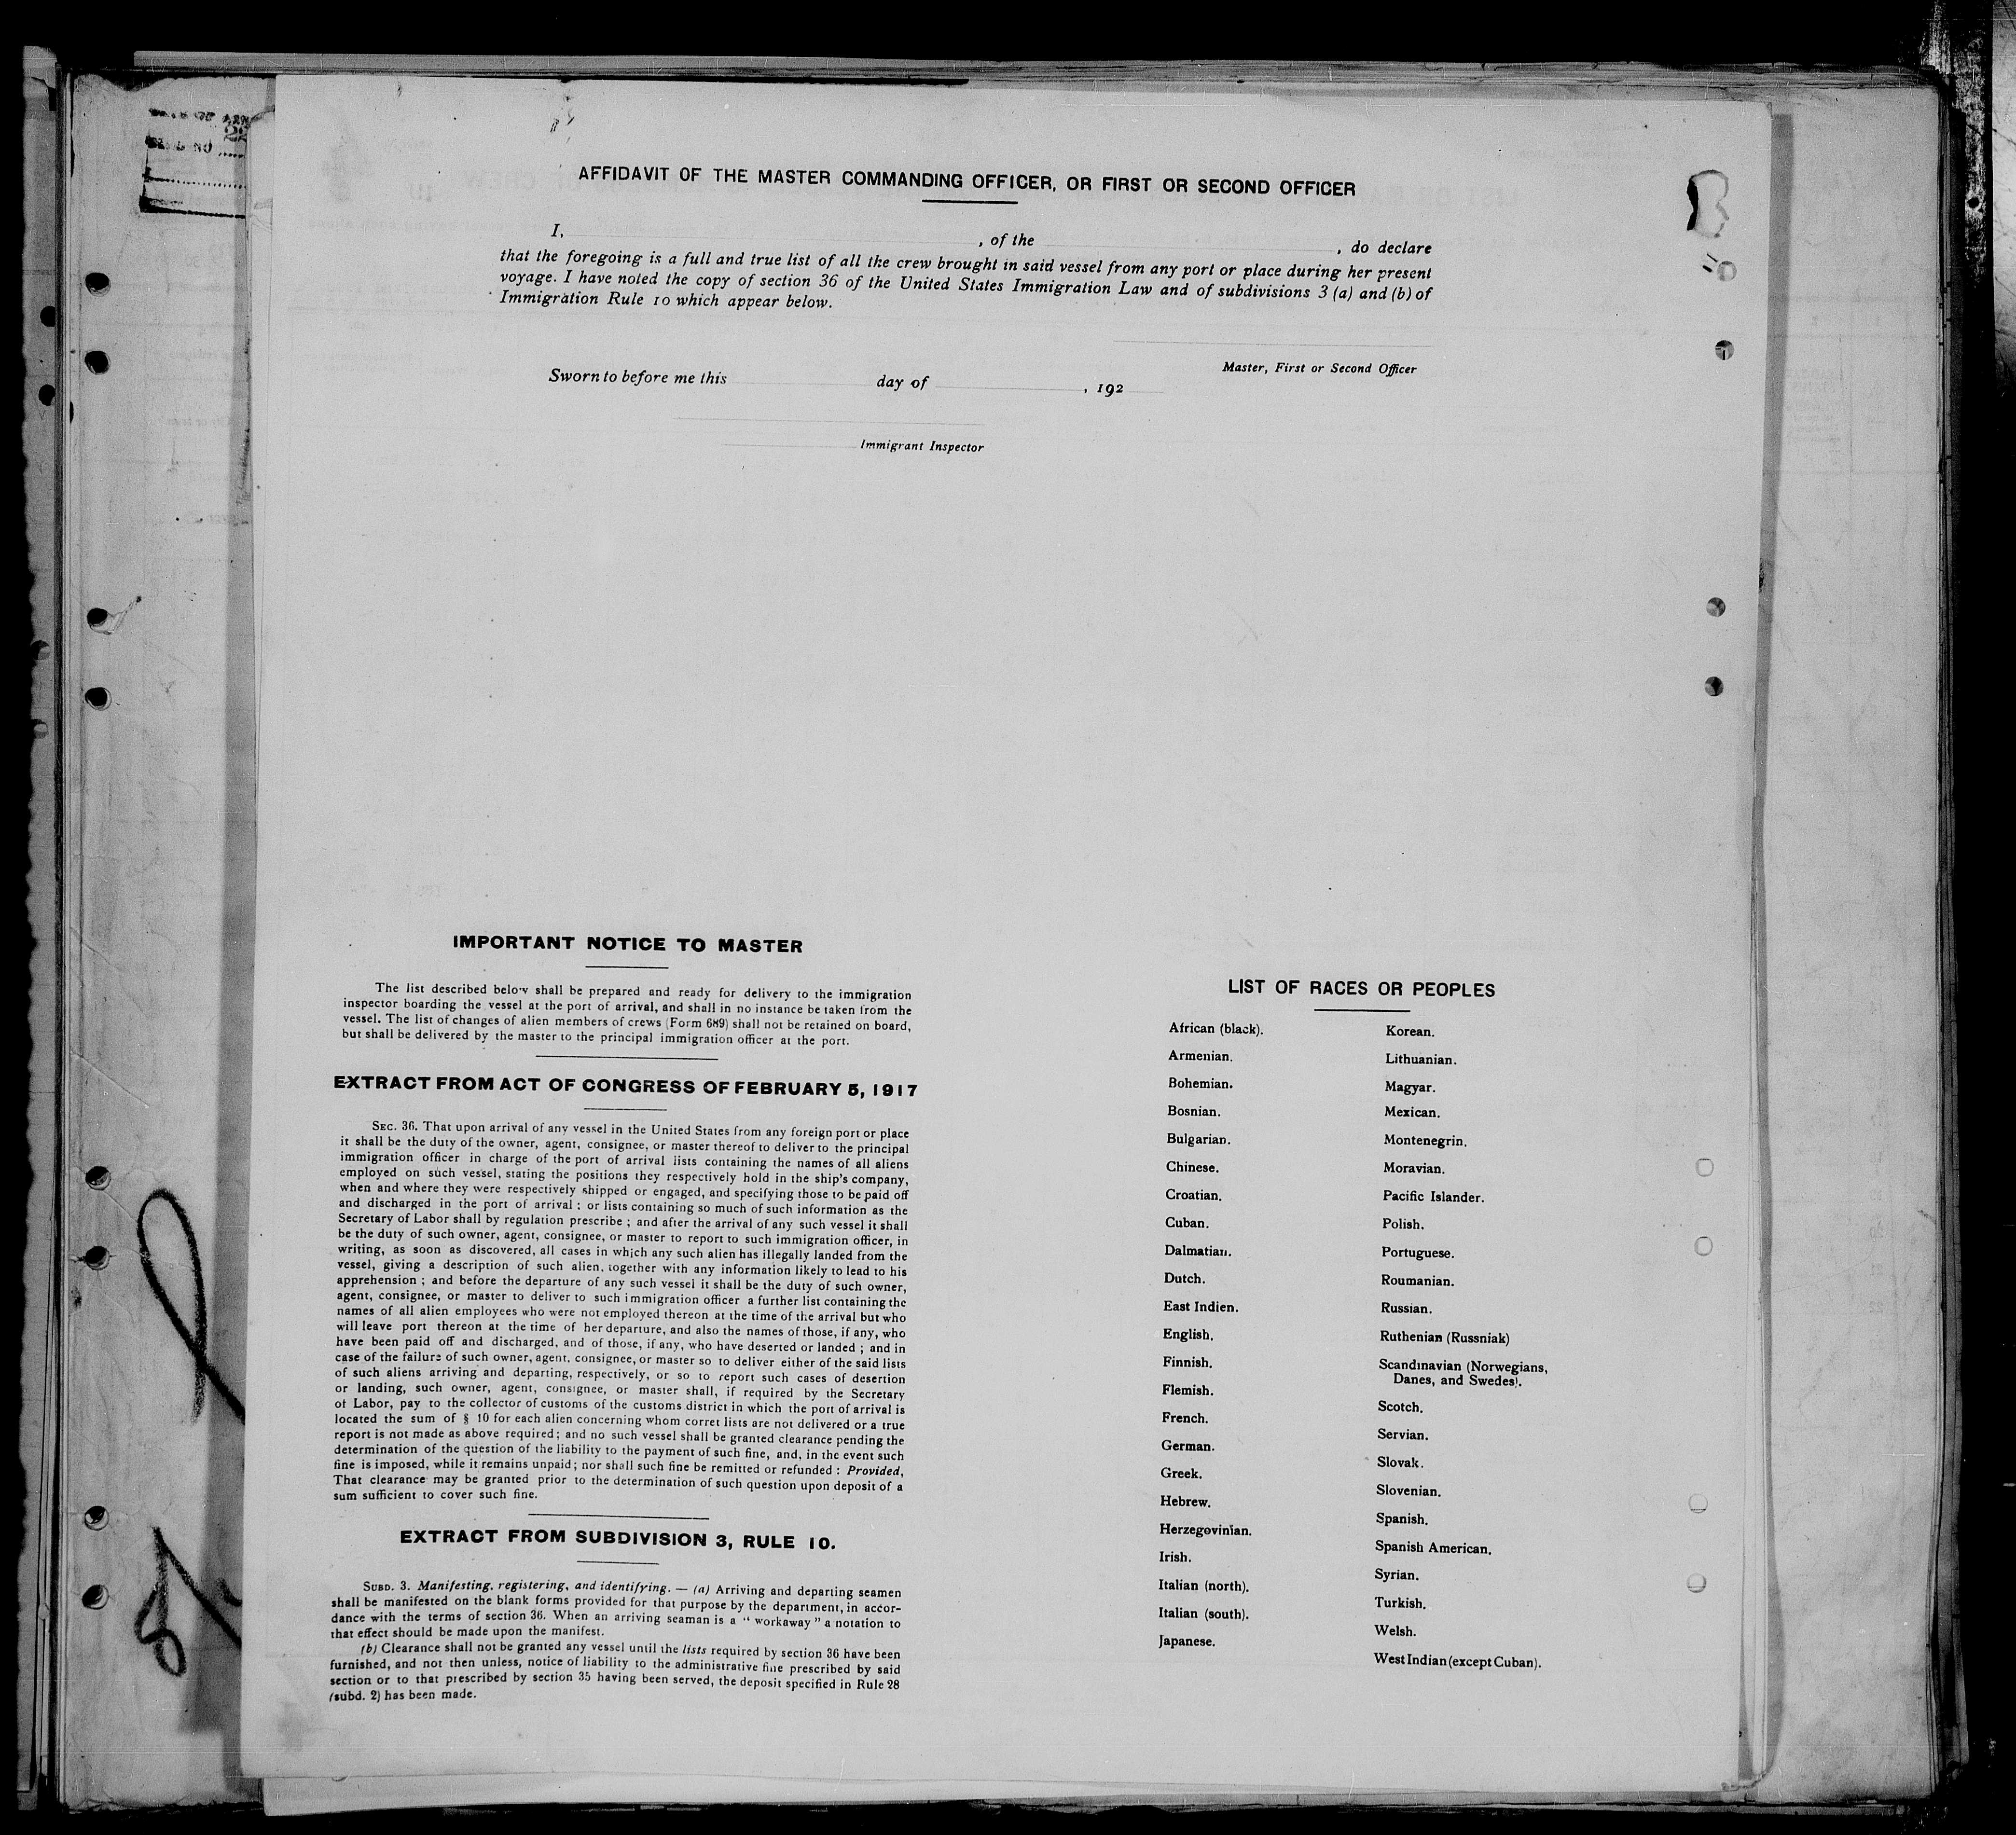 AFFIDAVIT OF THE MASTER COMMANDING OFFICER, OR FIRST OR SECOND OFFICER
I, , of the , do declare
that the foregoing is a full and true list of all the crew brought in said vessel from any port or place during her present
voyage. I have noted the copy of section 36 of the United States Immigration Law and of subdivisions 3 (a) and (b) of
Immigration Rule 10 which appear below.
Master, First or Second Officer
Sworn to before me this day of , 192
Immigrant Inspector
IMPORTANT NOTICE TO MASTER
The list described below shall be prepared and ready for delivery to the immigration
inspector boarding the vessel at the port of arrival, and shall in no instance be taken from the
vessel. The list of changes of alien members of crews (Form 689) shall not be retained on board,
but shall be delivered by the master to the principal immigration officer at the port.
EXTRACT FROM ACT OF CONGRESS OF FEBRUARY 5, 1917
SEC. 36. That upon arrival of any vessel in the United States from any foreign port or place
it shall be the duty of the owner, agent, consignee, or master thereof to deliver to the principal
immigration officer in charge of the port of arrival lists containing the names of all aliens
employed on such vessel, stating the positions they respectively hold in the ship's company,
when and where they were respectively shipped or engaged, and specifying those to be paid off
and discharged in the port of arrival ; or lists containing so much of such information as the
Secretary of Labor shall by regulation prescribe ; and after the arrival of any such vessel it shall
be the duty of such owner, agent, consignee, or master to report to such immigration officer, in
writing, as soon as discovered, all cases in which any such alien has illegally landed from the
vessel, giving a description of such alien, together with any information likely to lead to his
apprehension ; and before the departure of any such vessel it shall be the duty of such owner,
agent, consignee, or master to deliver to such immigration officer a further list containing the
names of all alien employees who were not employed thereon at the time of the arrival but who
will leave port thereon at the time of her departure, and also the names of those, if any, who
have been paid off and discharged, and of those, if any, who have deserted or landed ; and in
case of the failure of such owner, agent, consignee, or master so to deliver either of the said lists
of such aliens arriving and departing, respectively, or so to report such cases of desertion
or landing, such owner, agent, consignee, or master shall, if required by the Secretary
of Labor, pay to the collector of customs of the customs district in which the port of arrival is
located the sum of § 10 for each alien concerning whom corret lists are not delivered or a true
report is not made as above required ; and no such vessel shall be granted clearance pending the
determination of the question of the liability to the payment of such fine, and, in the event such
fine is imposed, while it remains unpaid ; nor shall such fine be remitted or refunded : Provided,
That clearance may be granted prior to the determination of such question upon deposit of a
sum sufficient to cover such fine.
EXTRACT FROM SUBDIVISION 3, RULE 10.
SUBD. 3. Manifesting, registering, and identifying. — (a) Arriving and departing seamen
shall be manifested on the blank forms provided for that purpose by the department, in accor-
dance with the terms of section 36. When an arriving seaman is a " workaway " a notation to
that effect should be made upon the manifest.
(b) Clearance shall not be granted any vessel until the lists required by section 36 have been
furnished, and not then unless, notice of liability to the administrative fine prescribed by said
section or to that prescribed by section 35 having been served, the deposit specified in Rule 28
(subd. 2) has been made.
LIST OF RACES OR PEOPLES
African (black).
Armenian.
Bohemian.
Bosnian.
Bulgarian.
Chinese.
Croatian.
Cuban.
Dalmatian.
Dutch.
East Indien.
English.
Finnish.
Flemish.
French.
German.
Greek.
Hebrew.
Herzegovinian.
Irish.
Italian (north).
Italian (south).
Japanese.
Korean.
Lithuanian.
Magyar.
Mexican.
Montenegrin.
Moravian.
Pacific Islander.
Polish.
Portuguese.
Roumanian.
Russian.
Ruthenian (Russniak)
Scandinavian (Norwegians,
Danes, and Swedes).
Scotch.
Servian.
Slovak.
Slovenian.
Spanish.
Spanish American.
Syrian.
Turkish.
Welsh.
West Indian (except Cuban).